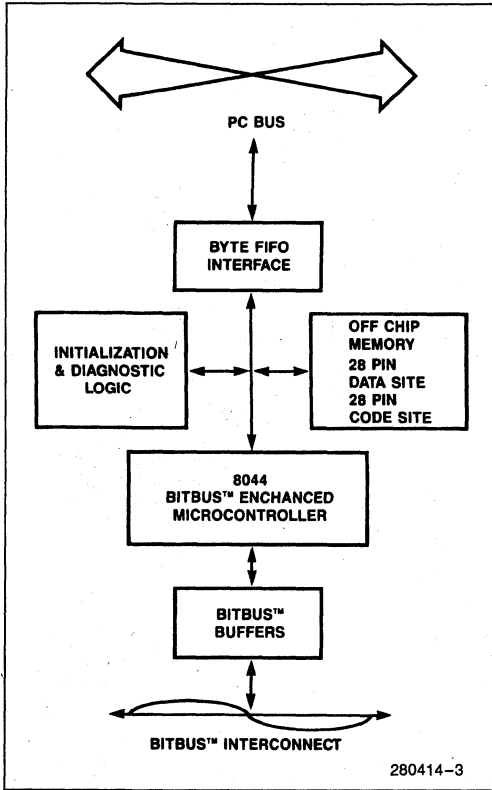 PC BUS
BYTE FIFO
INTERFACE
INITIALIZATION
& DIAGNOSTIC
LOGIC
OFF CHIP
MEMORY
28 PIN
DATA SITE
28 PIN
CODE SITE
8044
BITBUS™ ENCHANCED
MICROCONTROLLER
BITBUS™
BUFFERS
BITBUS™ INTERCONNECT
280414-3